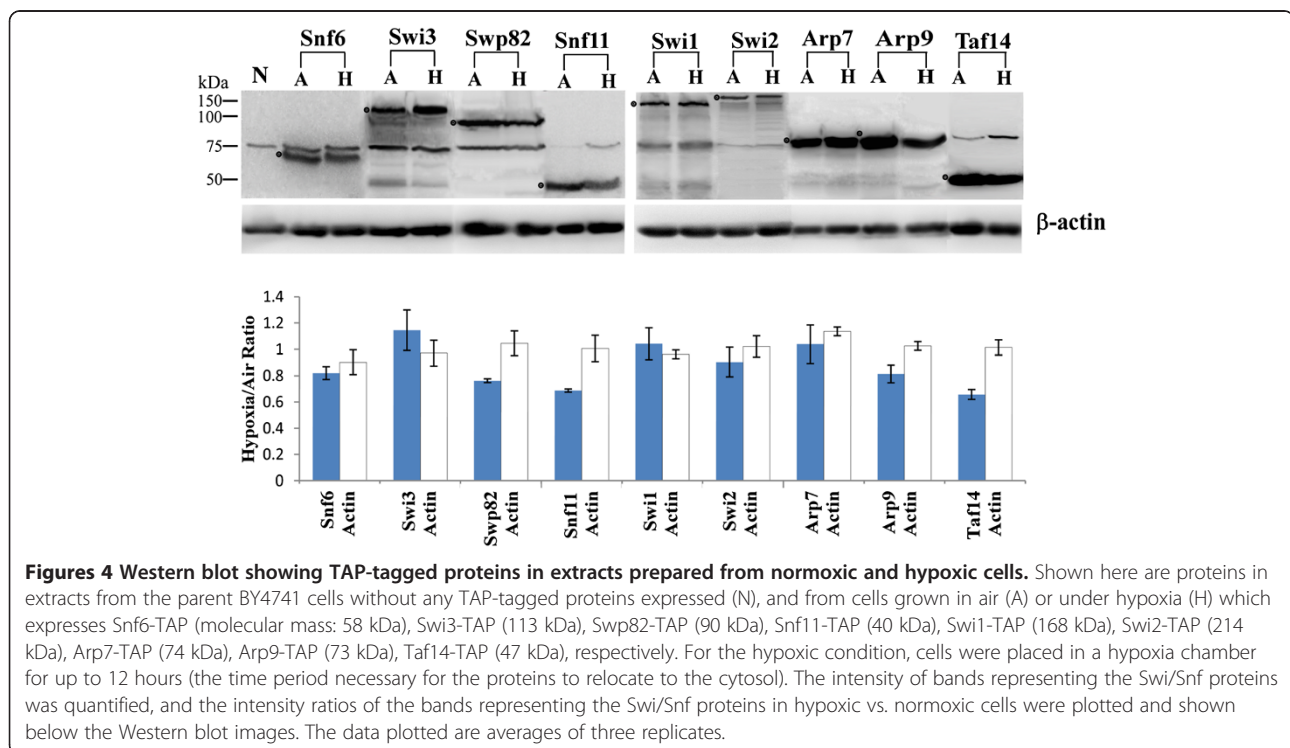 Snf6 Swi3 Swp82 Snf11 Swi1 Swi2 Arp7 Arp9 Taf14
N A H A H A H A H A H A H A H A H A H
kDa
150
100
75
50
β-actin
Hypoxia/Air Ratio
1.4
1.2
1
0.8
0.6
0.4
0.2
0
Snf6 Actin Swi3 Actin Swp82 Actin Snf11 Actin Swi1 Actin Swi2 Actin Arp7 Actin Arp9 Actin Taf14 Actin
Figures 4 Western blot showing TAP-tagged proteins in extracts prepared from normoxic and hypoxic cells. Shown here are proteins in
extracts from the parent BY4741 cells without any TAP-tagged proteins expressed (N), and from cells grown in air (A) or under hypoxia (H) which
expresses Snf6-TAP (molecular mass: 58 kDa), Swi3-TAP (113 kDa), Swp82-TAP (90 kDa), Snf11-TAP (40 kDa), Swi1-TAP (168 kDa), Swi2-TAP (214
kDa), Arp7-TAP (74 kDa), Arp9-TAP (73 kDa), Taf14-TAP (47 kDa), respectively. For the hypoxic condition, cells were placed in a hypoxia chamber
for up to 12 hours (the time period necessary for the proteins to relocate to the cytosol). The intensity of bands representing the Swi/Snf proteins
was quantified, and the intensity ratios of the bands representing the Swi/Snf proteins in hypoxic vs. normoxic cells were plotted and shown
below the Western blot images. The data plotted are averages of three replicates.